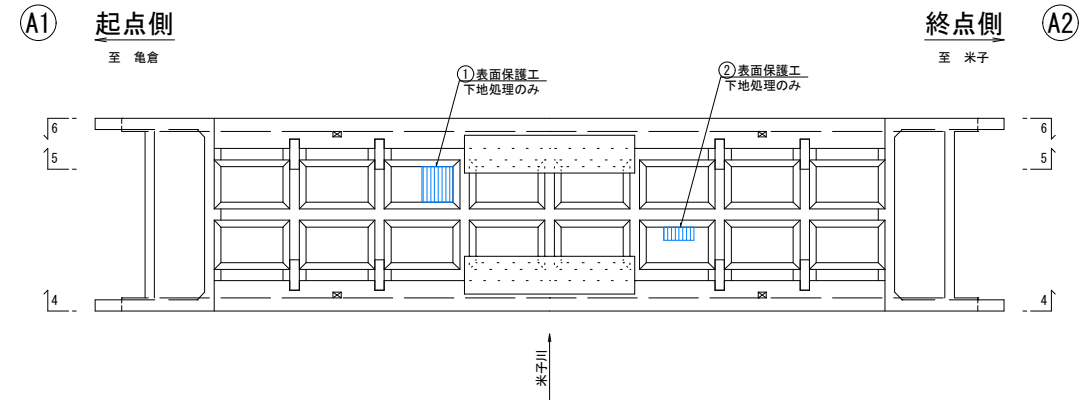 A1 起点側 終点側 A2
至 亀倉 至 米子
①表面保護工
下地処理のみ
②表面保護工
下地処理のみ
6 6
5 5
4 4
米子川